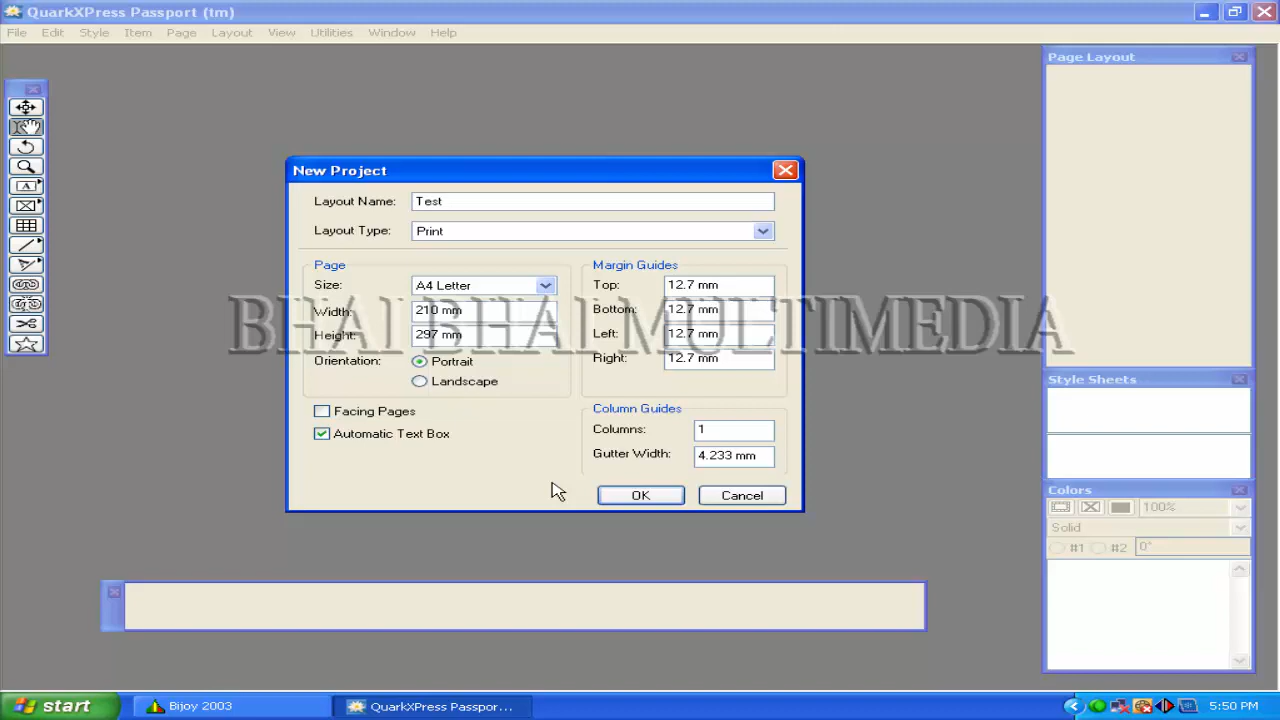 QuarkXPress Passport (tm)
File Edit Style Item Page Layout View Utilities Window Help
Page Layout
New Project
Layout Name: Test
Layout Type: Print
Page
Size: A4 Letter
Width: 210 mm
Height: 297 mm
Orientation: Portrait
Landscape
Facing Pages
Automatic Text Box
Margin Guides
Top: 12.7 mm
Bottom: 12.7 mm
Left: 12.7 mm
Right: 12.7 mm
Column Guides
Columns: 1
Gutter Width: 4.233 mm
OK Cancel
BHAI BHAI MULTIMEDIA
Style Sheets
Colors
100%
Solid
#1 #2 0°
start Bijoy 2003 QuarkXPress Passpor... 5:50 PM